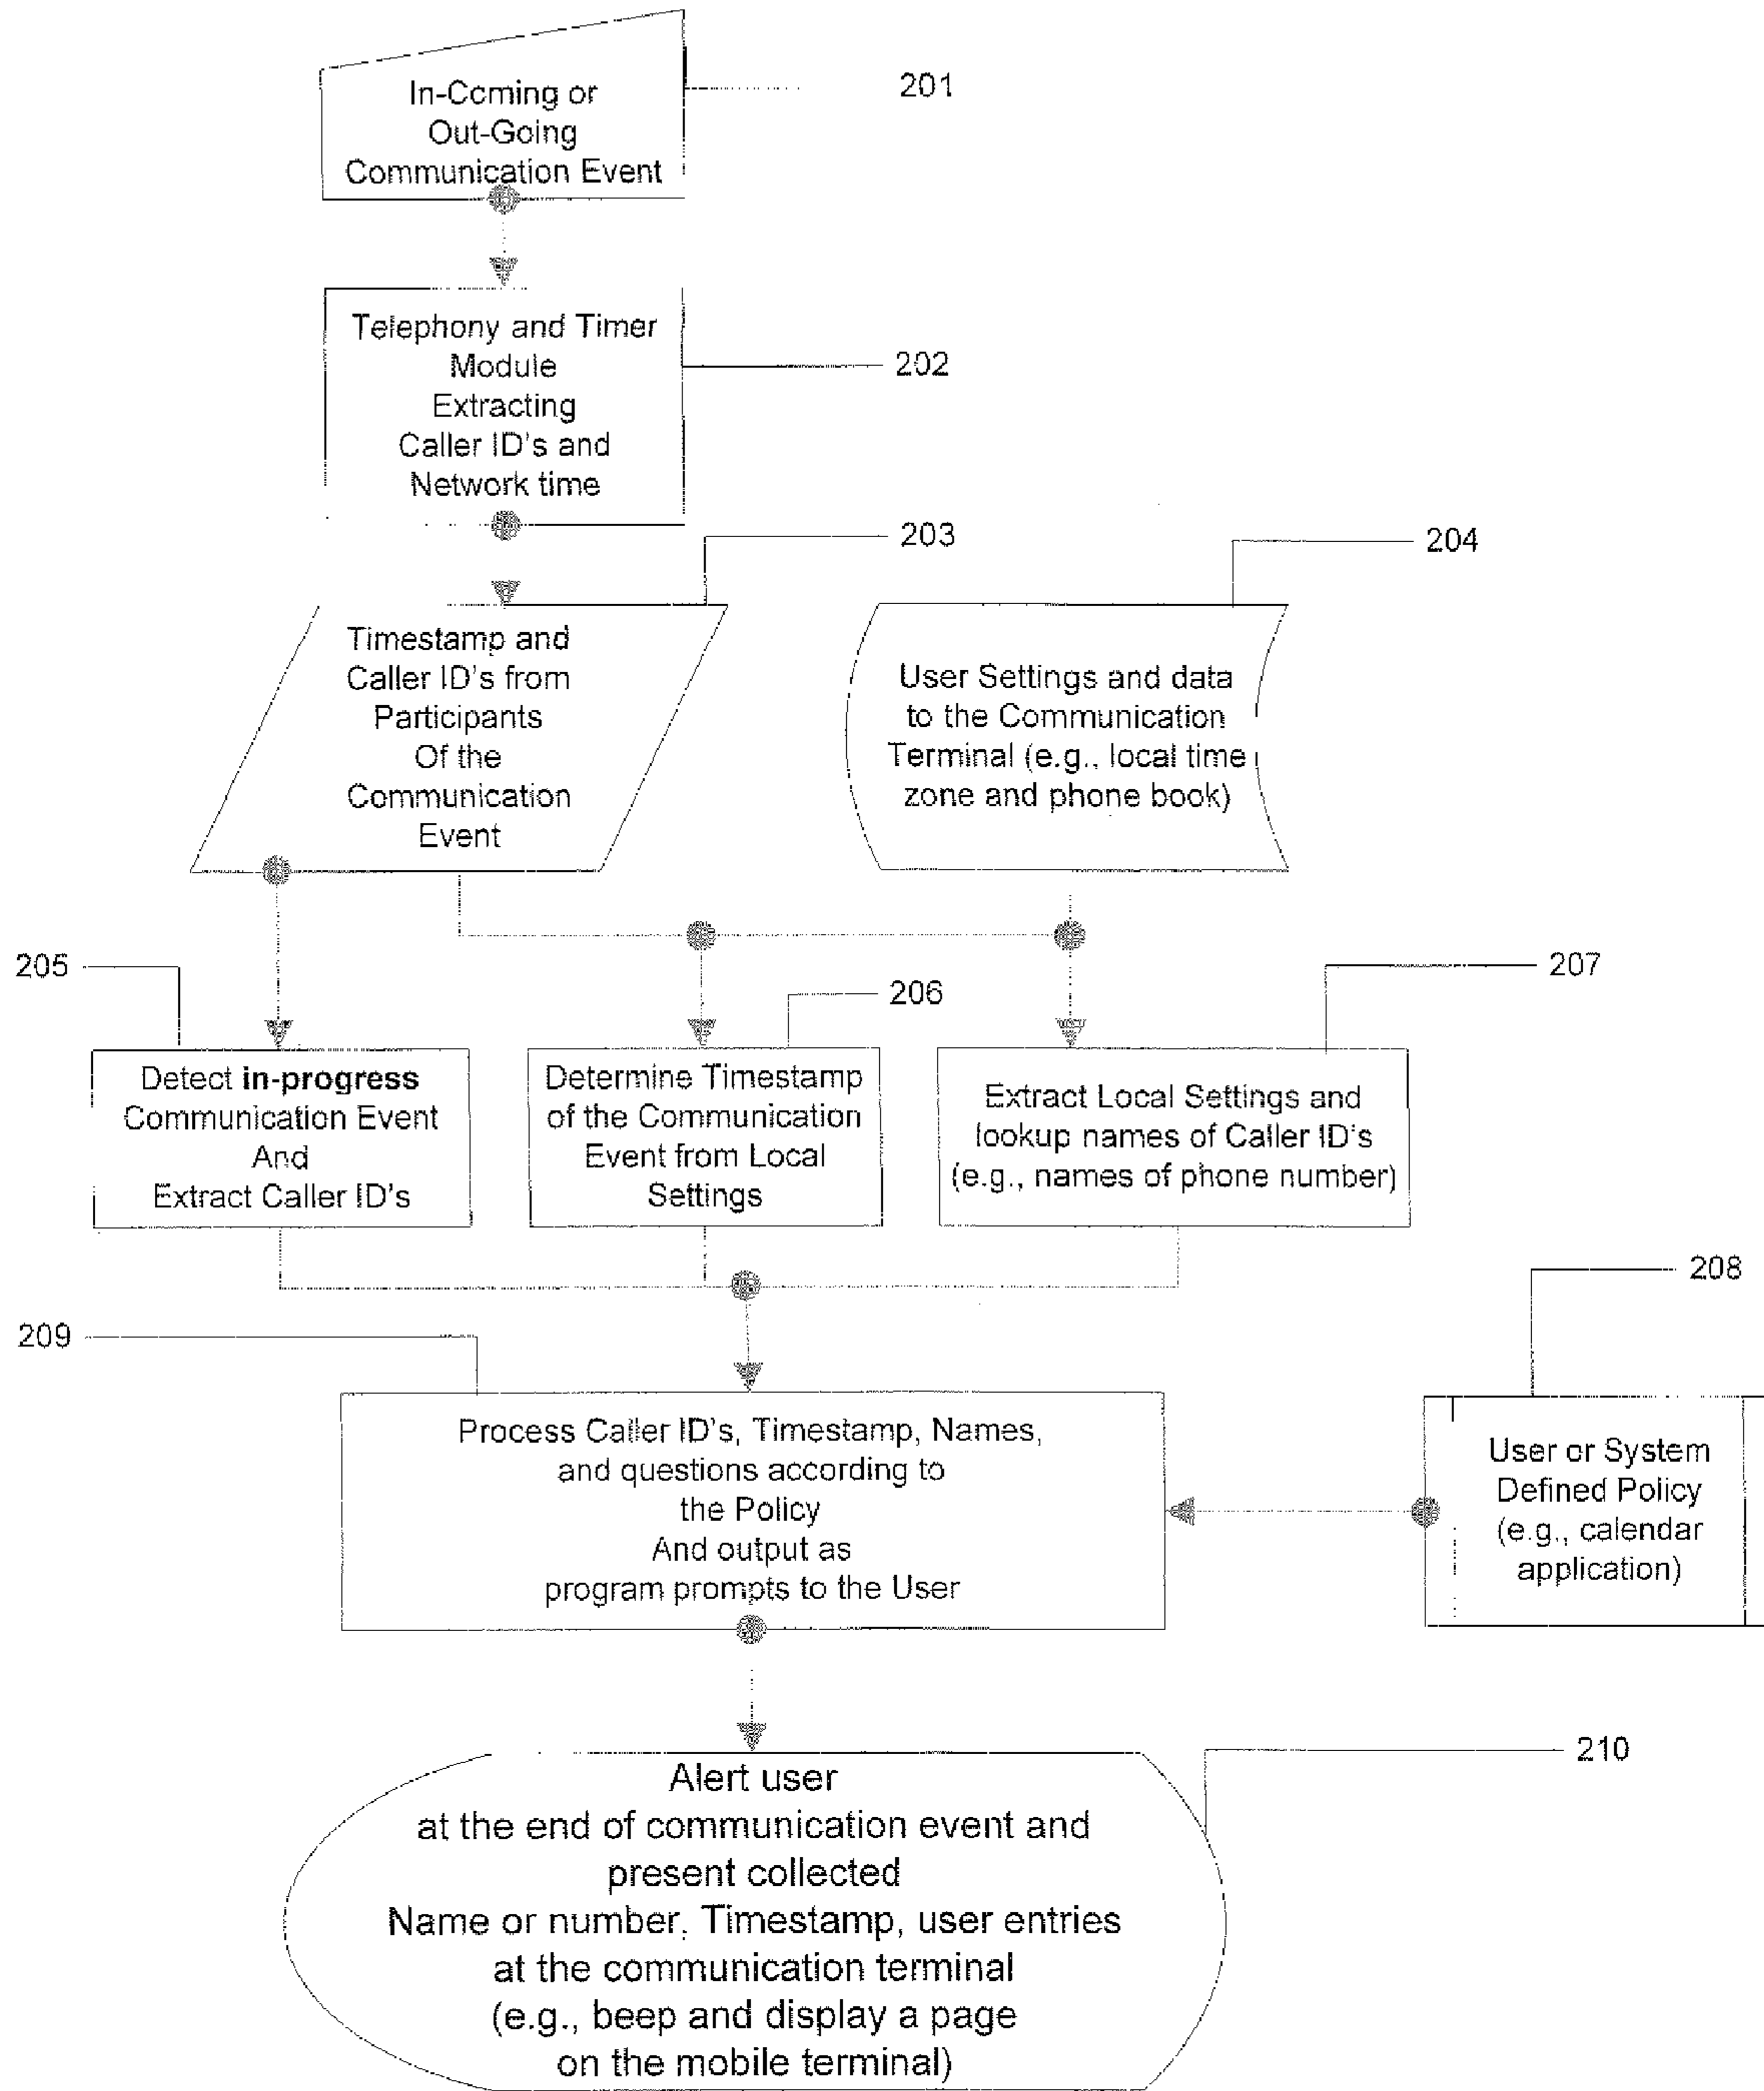 In-Coming or
Out-Going
Communication Event
201
Telephony and Timer
Module
Extracting
Caller ID's and
Network time
202
203
204
Timestamp and
Caller ID's from
Participants
Of the
Communication
Event
User Settings and data
to the Communication
Terminal (e.g., local time
zone and phone book)
205
206
207
Detect in-progress
Communication Event
And
Extract Caller ID's
Determine Timestamp
of the Communication
Event from Local
Settings
Extract Local Settings and
lookup names of Caller ID's
(e.g., names of phone number)
208
209
Process Caller ID's, Timestamp, Names,
and questions according to
the Policy
And output as
program prompts to the User
User or System
Defined Policy
(e.g., calendar
application)
210
Alert user
at the end of communication event and
present collected
Name or number, Timestamp, user entries
at the communication terminal
(e.g., beep and display a page
on the mobile terminal)